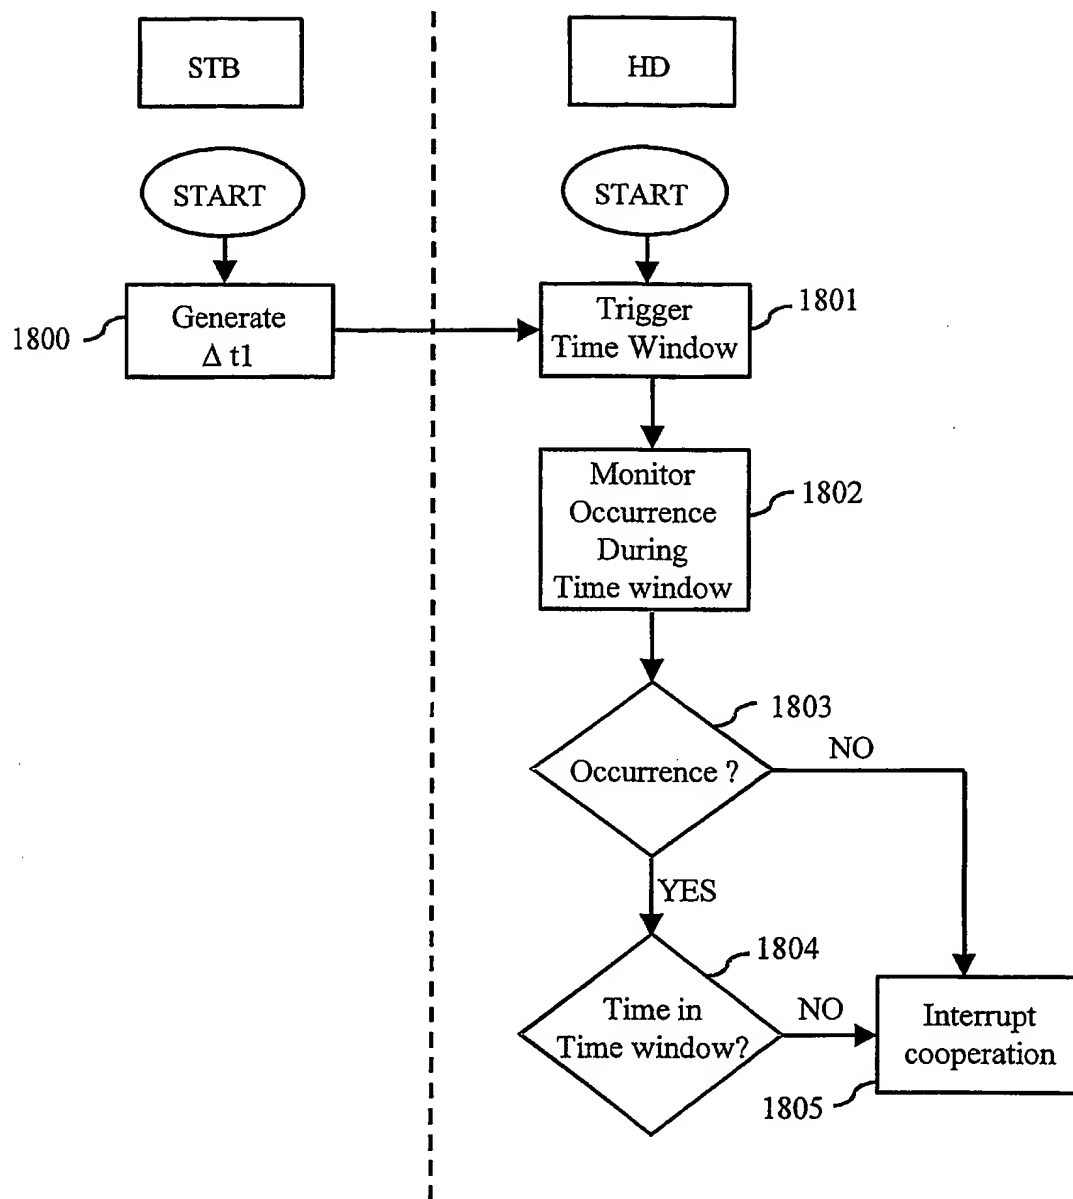 STB
HD
START
START
1800
Generate
Δ t1
Trigger
Time Window
1801
Monitor
Occurrence
During
Time window
1802
1803
Occurrence ?
NO
YES
1804
Time in
Time window?
NO
Interrupt
cooperation
1805